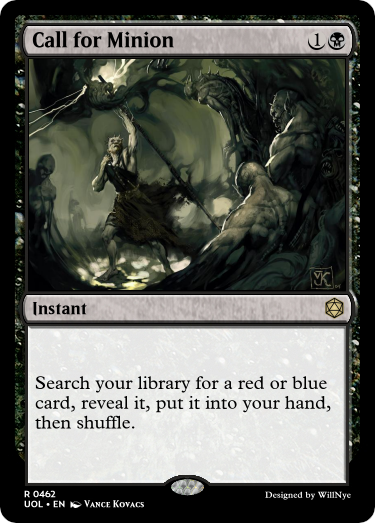 Call for Minion 1
Instant
Search your library for a red or blue
card, reveal it, put it into your hand,
then shuffle.
R 0462
UOL • EN Vance Kovacs
Designed by WillNye
VK